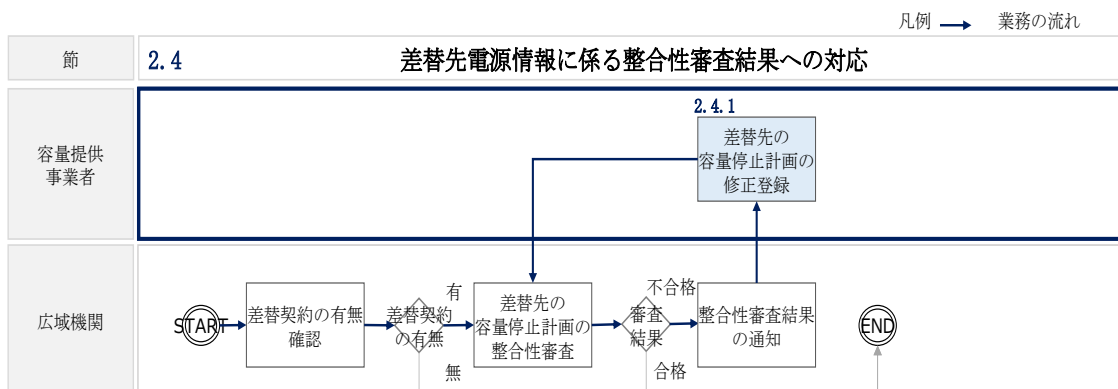 凡例 業務の流れ
節 2.4 差替先電源情報に係る整合性審査結果への対応
容量提供
事業者
2.4.1
差替先の
容量停止計画の
修正登録
広域機関
START
差替契約の有無
確認
差替契約
の有無
有
無
差替先の
容量停止計画の
整合性審査
審査
結果
不合格
合格
整合性審査結果
の通知
END